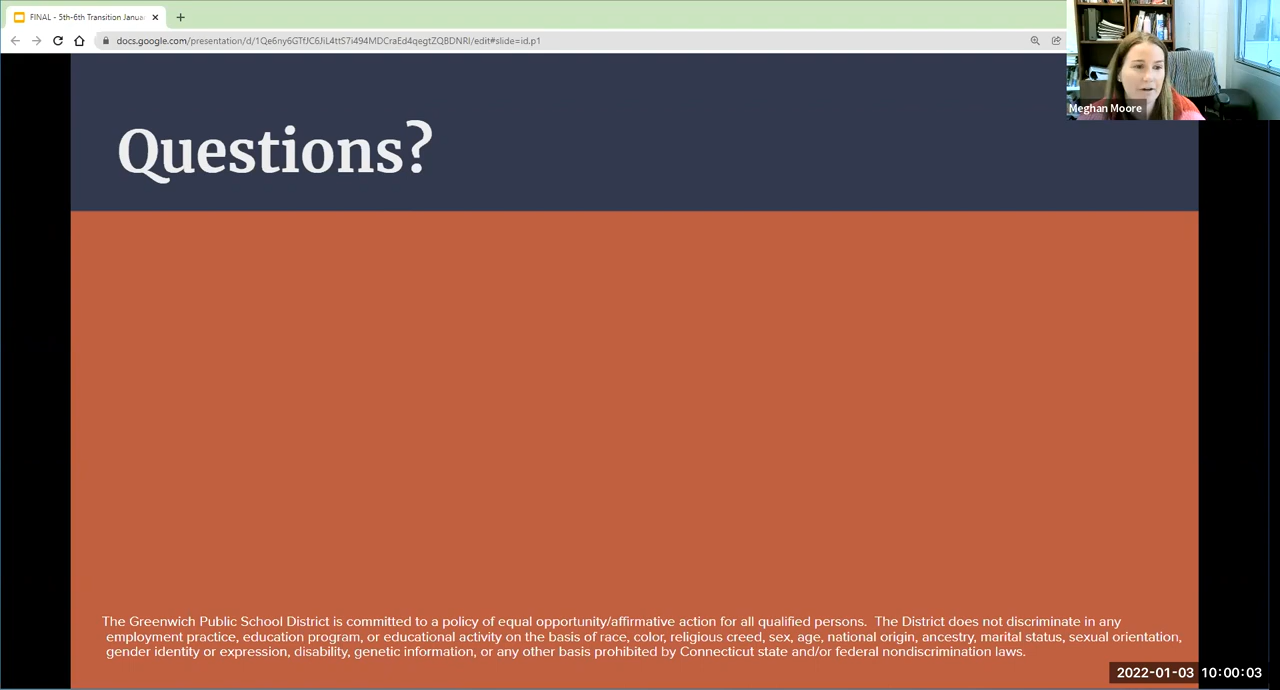 FINAL - 5th-6th Transition Janua
docs.google.com/presentation/d/1Qe6ny6GTfJC6JiL4ttS7i494MDCraEd4qegtZQBDNRI/edit#slide=id.p1
Meghan Moore
Questions?
The Greenwich Public School District is committed to a policy of equal opportunity/affirmative action for all qualified persons. The District does not discriminate in any
employment practice, education program, or educational activity on the basis of race, color, religious creed, sex, age, national origin, ancestry, marital status, sexual orientation,
gender identity or expression, disability, genetic information, or any other basis prohibited by Connecticut state and/or federal nondiscrimination laws.
2022-01-03 10:00:03